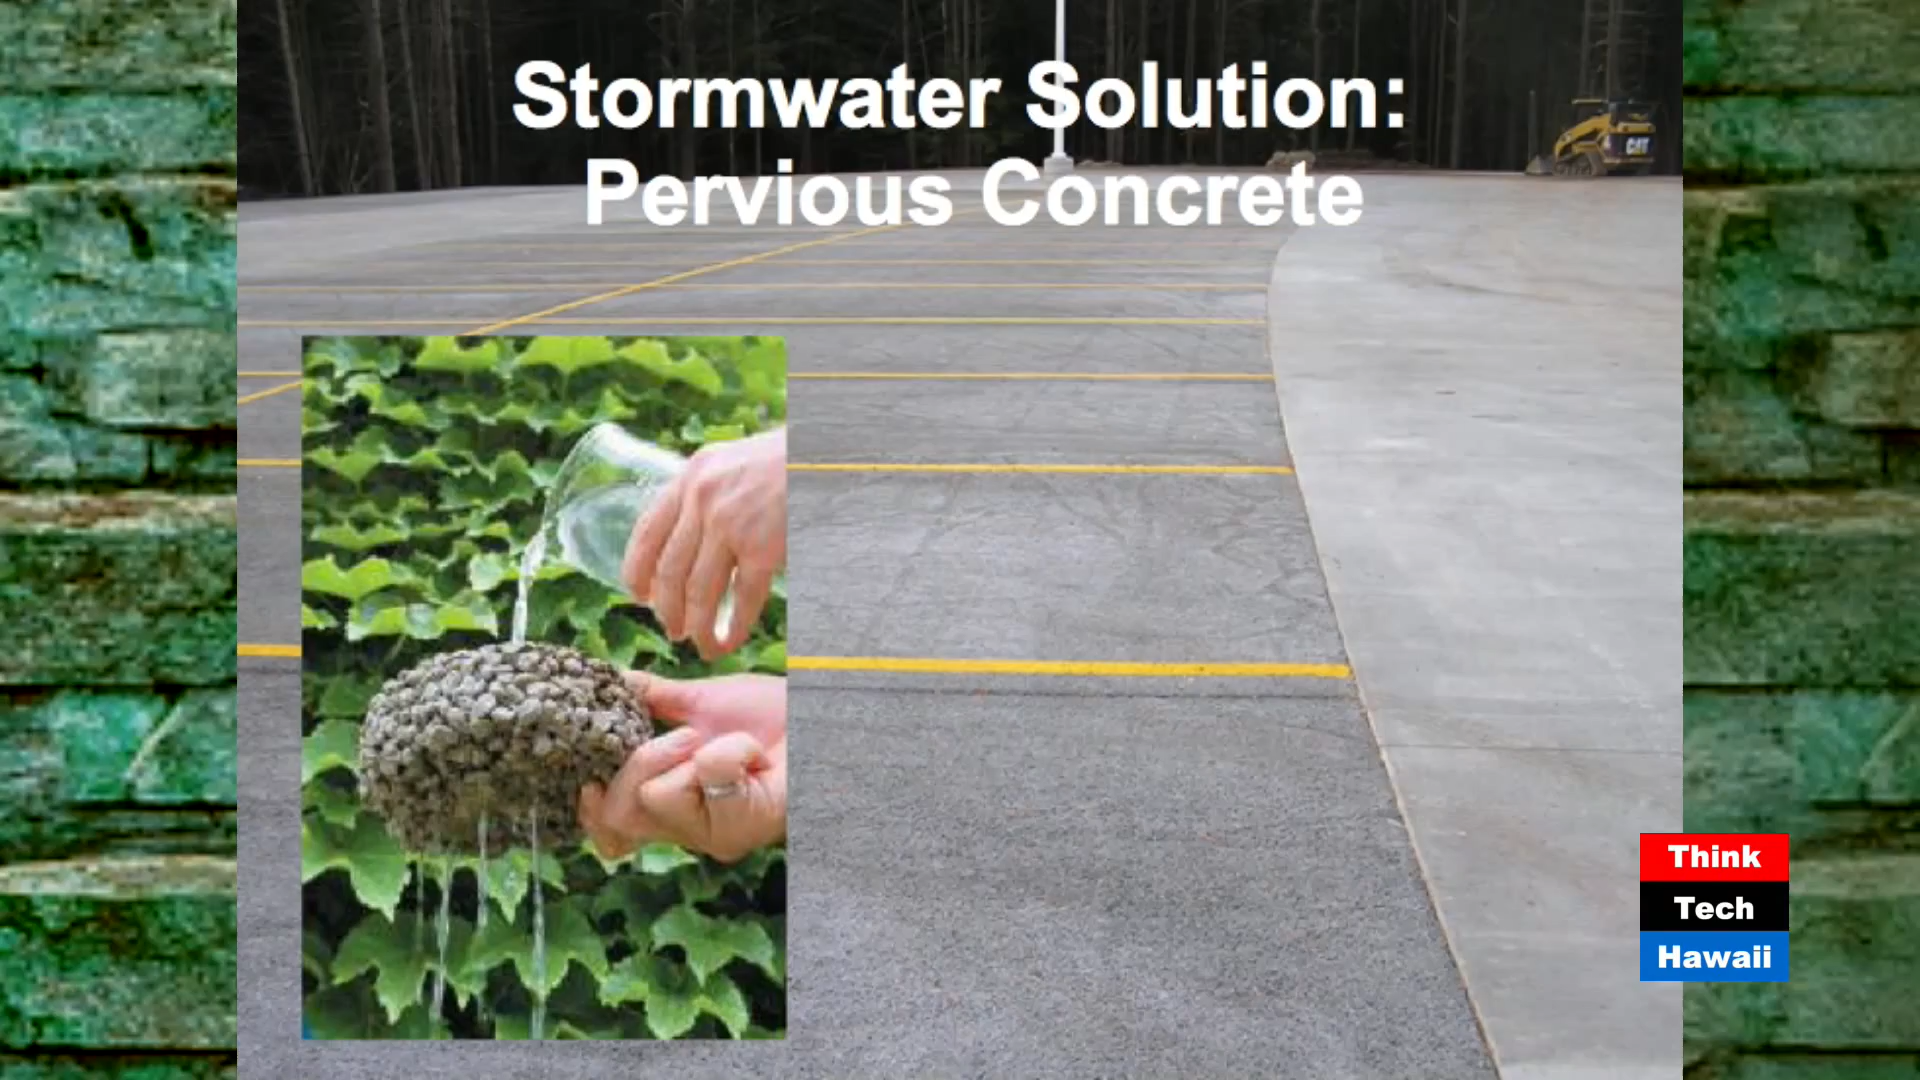 Stormwater Solution:
Pervious Concrete
CAT
Think
Tech
Hawaii